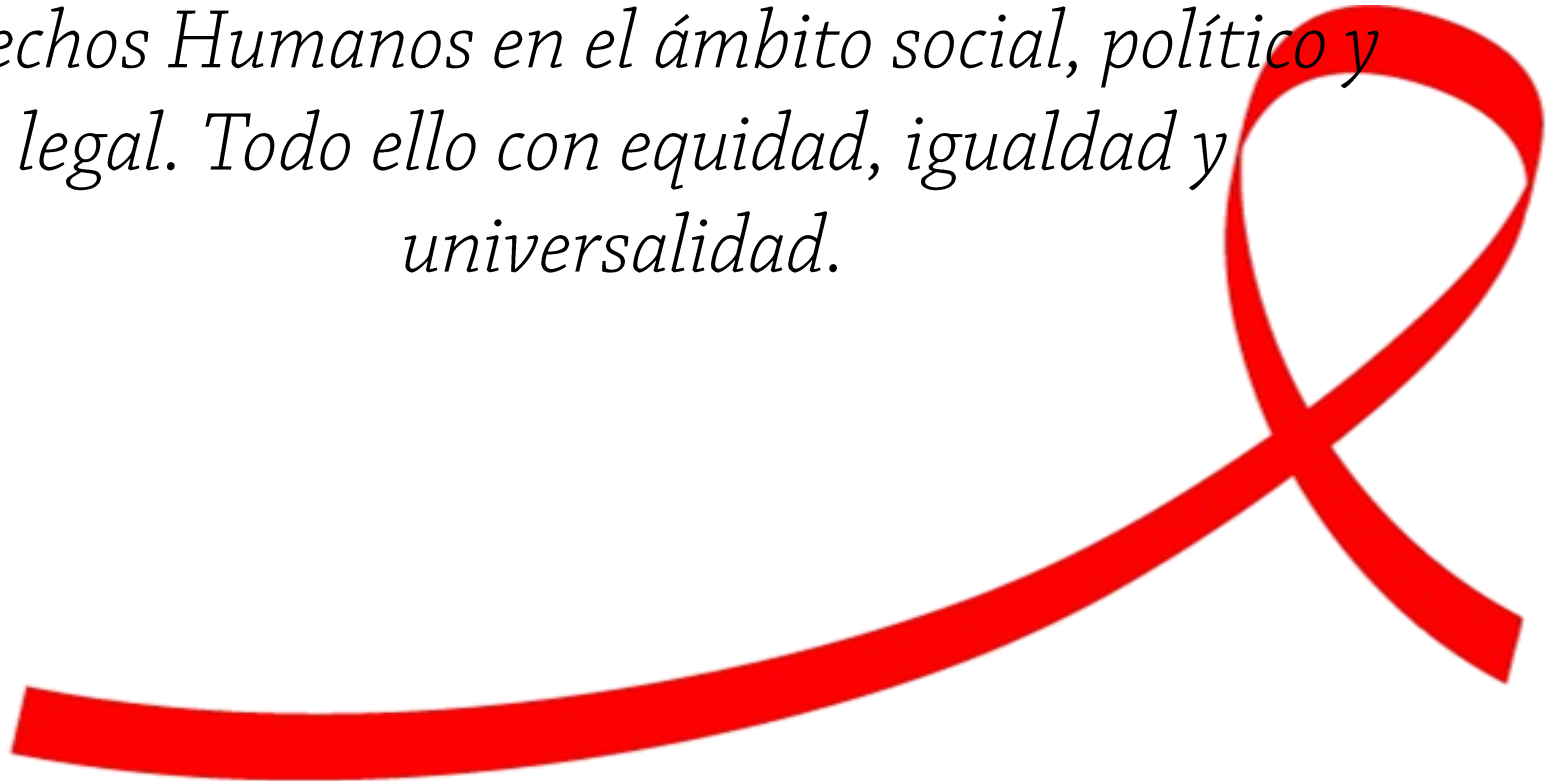 echos Humanos en el ámbito social, político y
legal. Todo ello con equidad, igualdad y
universalidad.